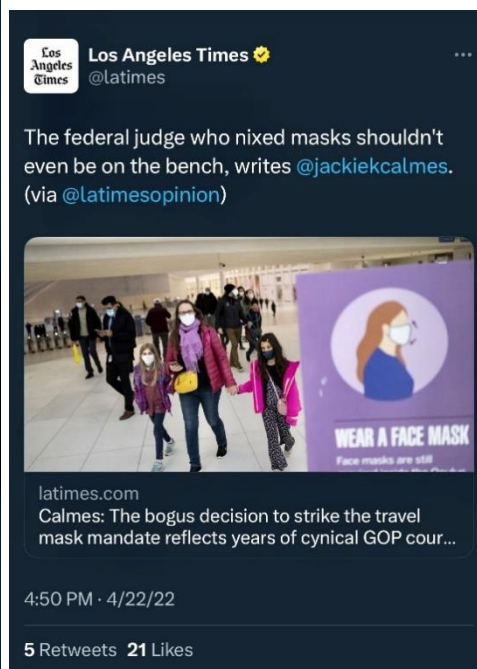 Los
Angeles
Times
Los Angeles Times
@latimes
The federal judge who nixed masks shouldn't
even be on the bench, writes @jackiekcalmes.
(via @latimesopinion)
WEAR A FACE MASK
Face masks are still
latimes.com
Calmes: The bogus decision to strike the travel
mask mandate reflects years of cynical GOP cour...
4:50 PM · 4/22/22
5 Retweets 21 Likes